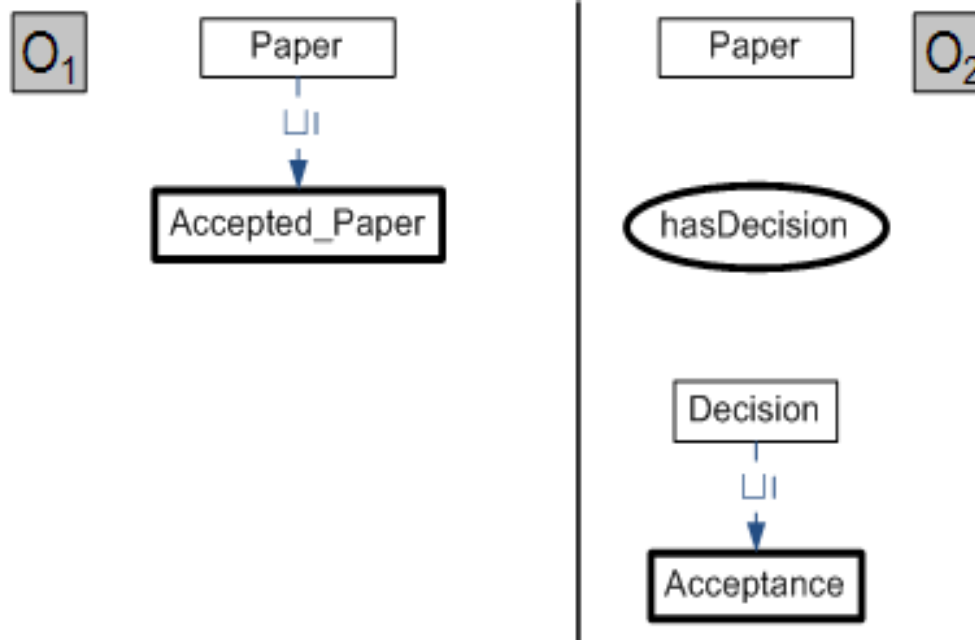 O₁
Paper
⊔I
Accepted_Paper
Paper
O₂
hasDecision
Decision
⊔I
Acceptance